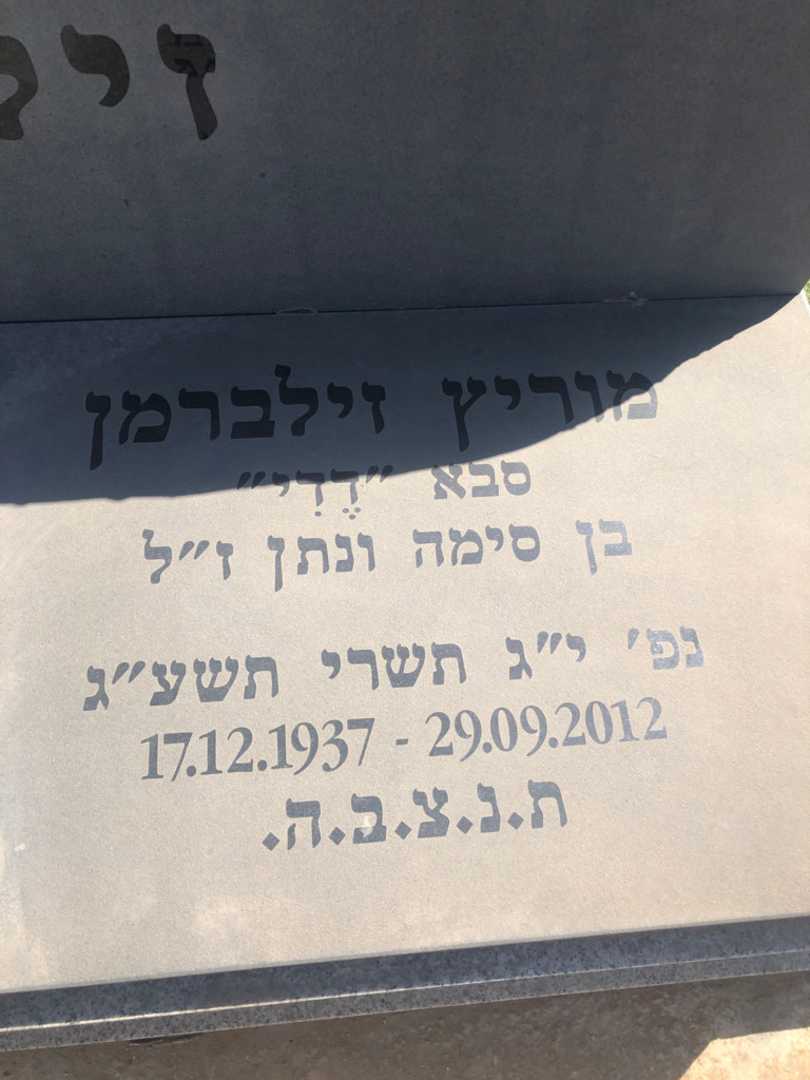 מוריץ זילברמן
סבא "דֶדִי"
בן סימה ונתן ז"ל
נפ' י"ג תשרי תשע"ג
17.12.1937 - 29.09.2012
ת.נ.צ.ב.ה.